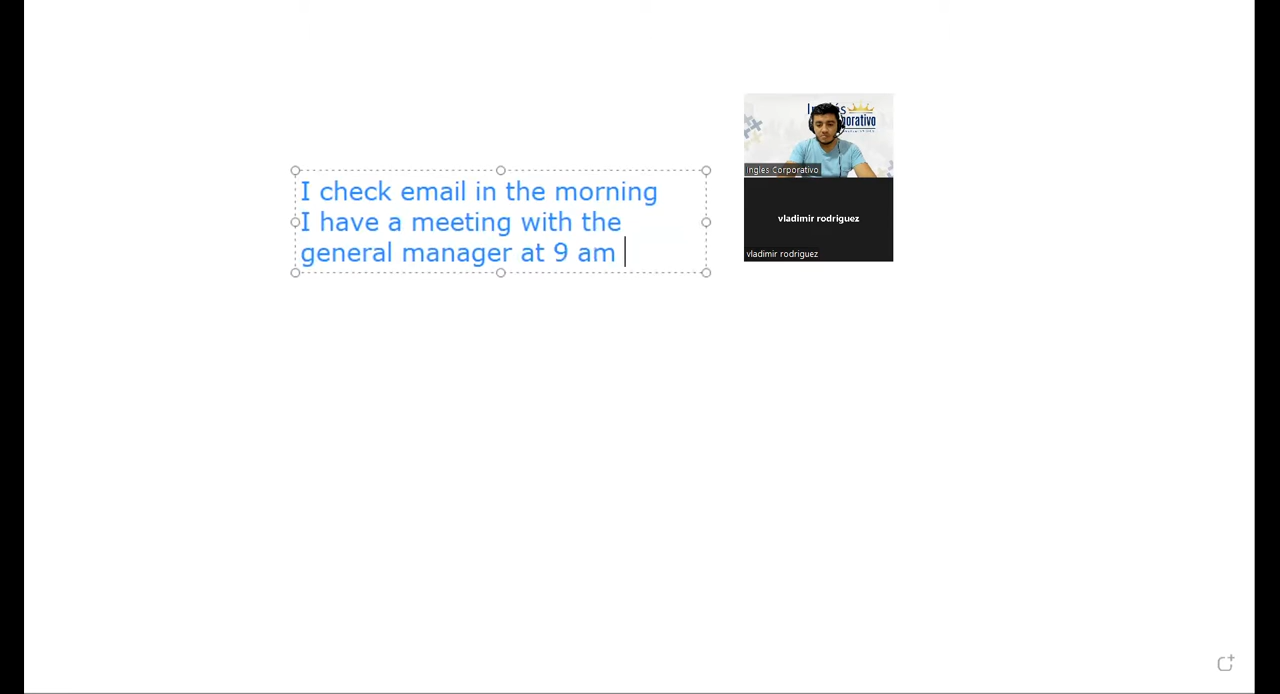 I check email in the morning
I have a meeting with the
general manager at 9 am
Ingles Corporativo
vladimir rodriguez
vladimir rodriguez